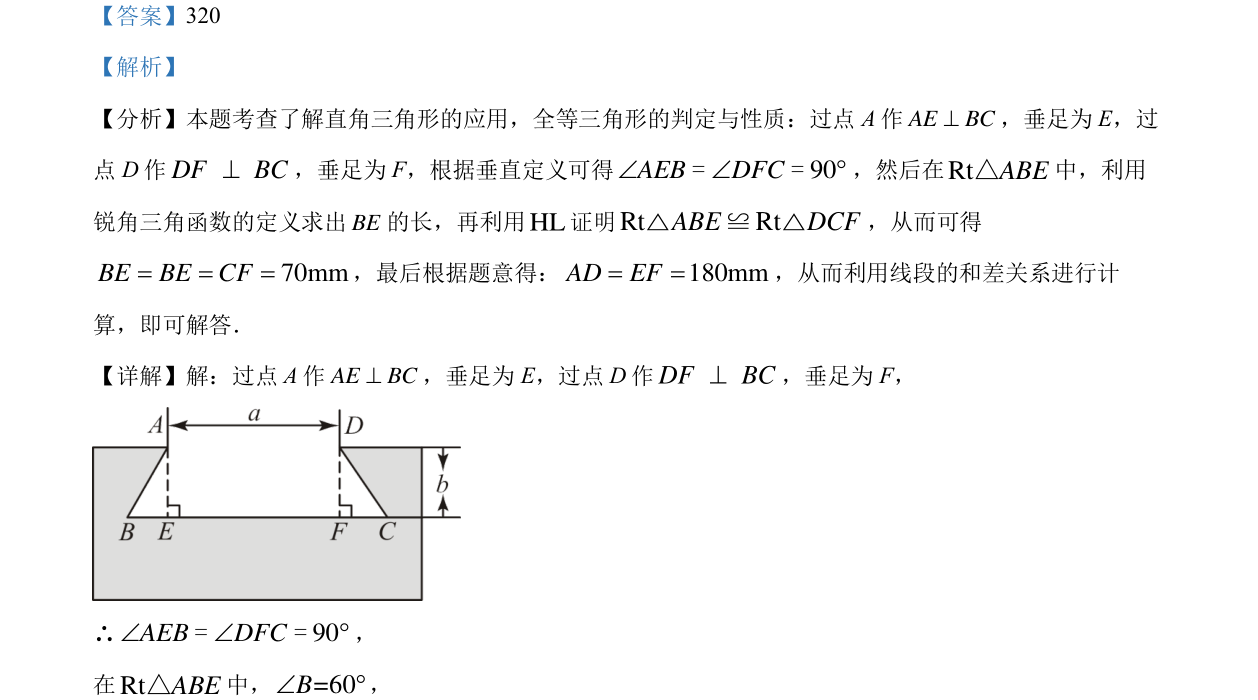 【答案】320
【解析】
【分析】本题考查了解直角三角形的应用，全等三角形的判定与性质：过点 A 作 AE ⊥ BC，垂足为 E，过
点 D 作 DF ⊥ BC，垂足为 F，根据垂直定义可得∠AEB = ∠DFC = 90°，然后在 Rt△ABE 中，利用
锐角三角函数的定义求出 BE 的长，再利用 HL 证明 Rt△ABE ≌ Rt△DCF，从而可得
BE = BE = CF = 70mm，最后根据题意得：AD = EF =180mm，从而利用线段的和差关系进行计
算，即可解答．
【详解】解：过点 A 作 AE ⊥ BC，垂足为 E，过点 D 作 DF ⊥ BC，垂足为 F，
A a D
b
B E F C
∴∠AEB = ∠DFC = 90°，
在 Rt△ABE 中，∠B=60°，